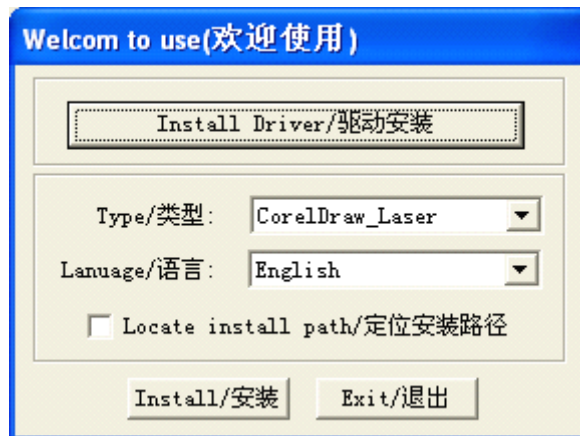 Welcom to use(欢迎使用)
Install Driver/驱动安装
Type/类型: CorelDraw_Laser
Lanuage/语言: English
Locate install path/定位安装路径
Install/安装 Exit/退出